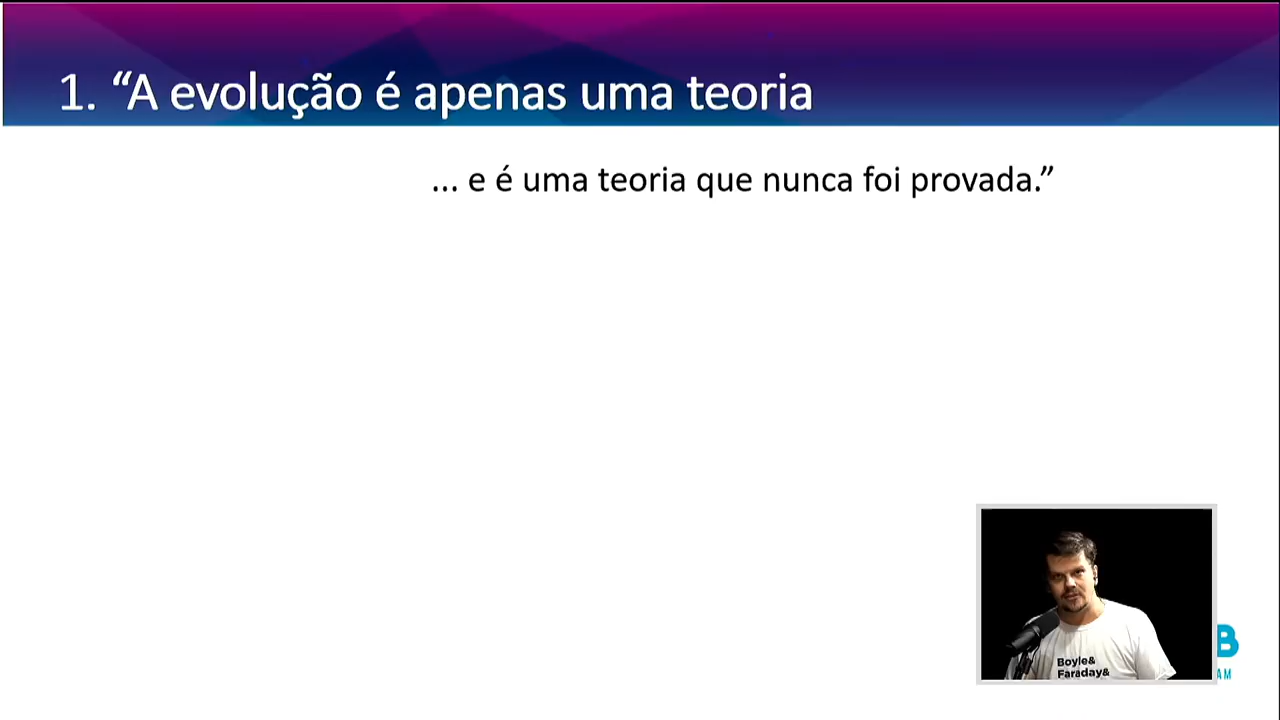 1. “A evolução é apenas uma teoria
... e é uma teoria que nunca foi provada.”
Boyle&
Faraday&